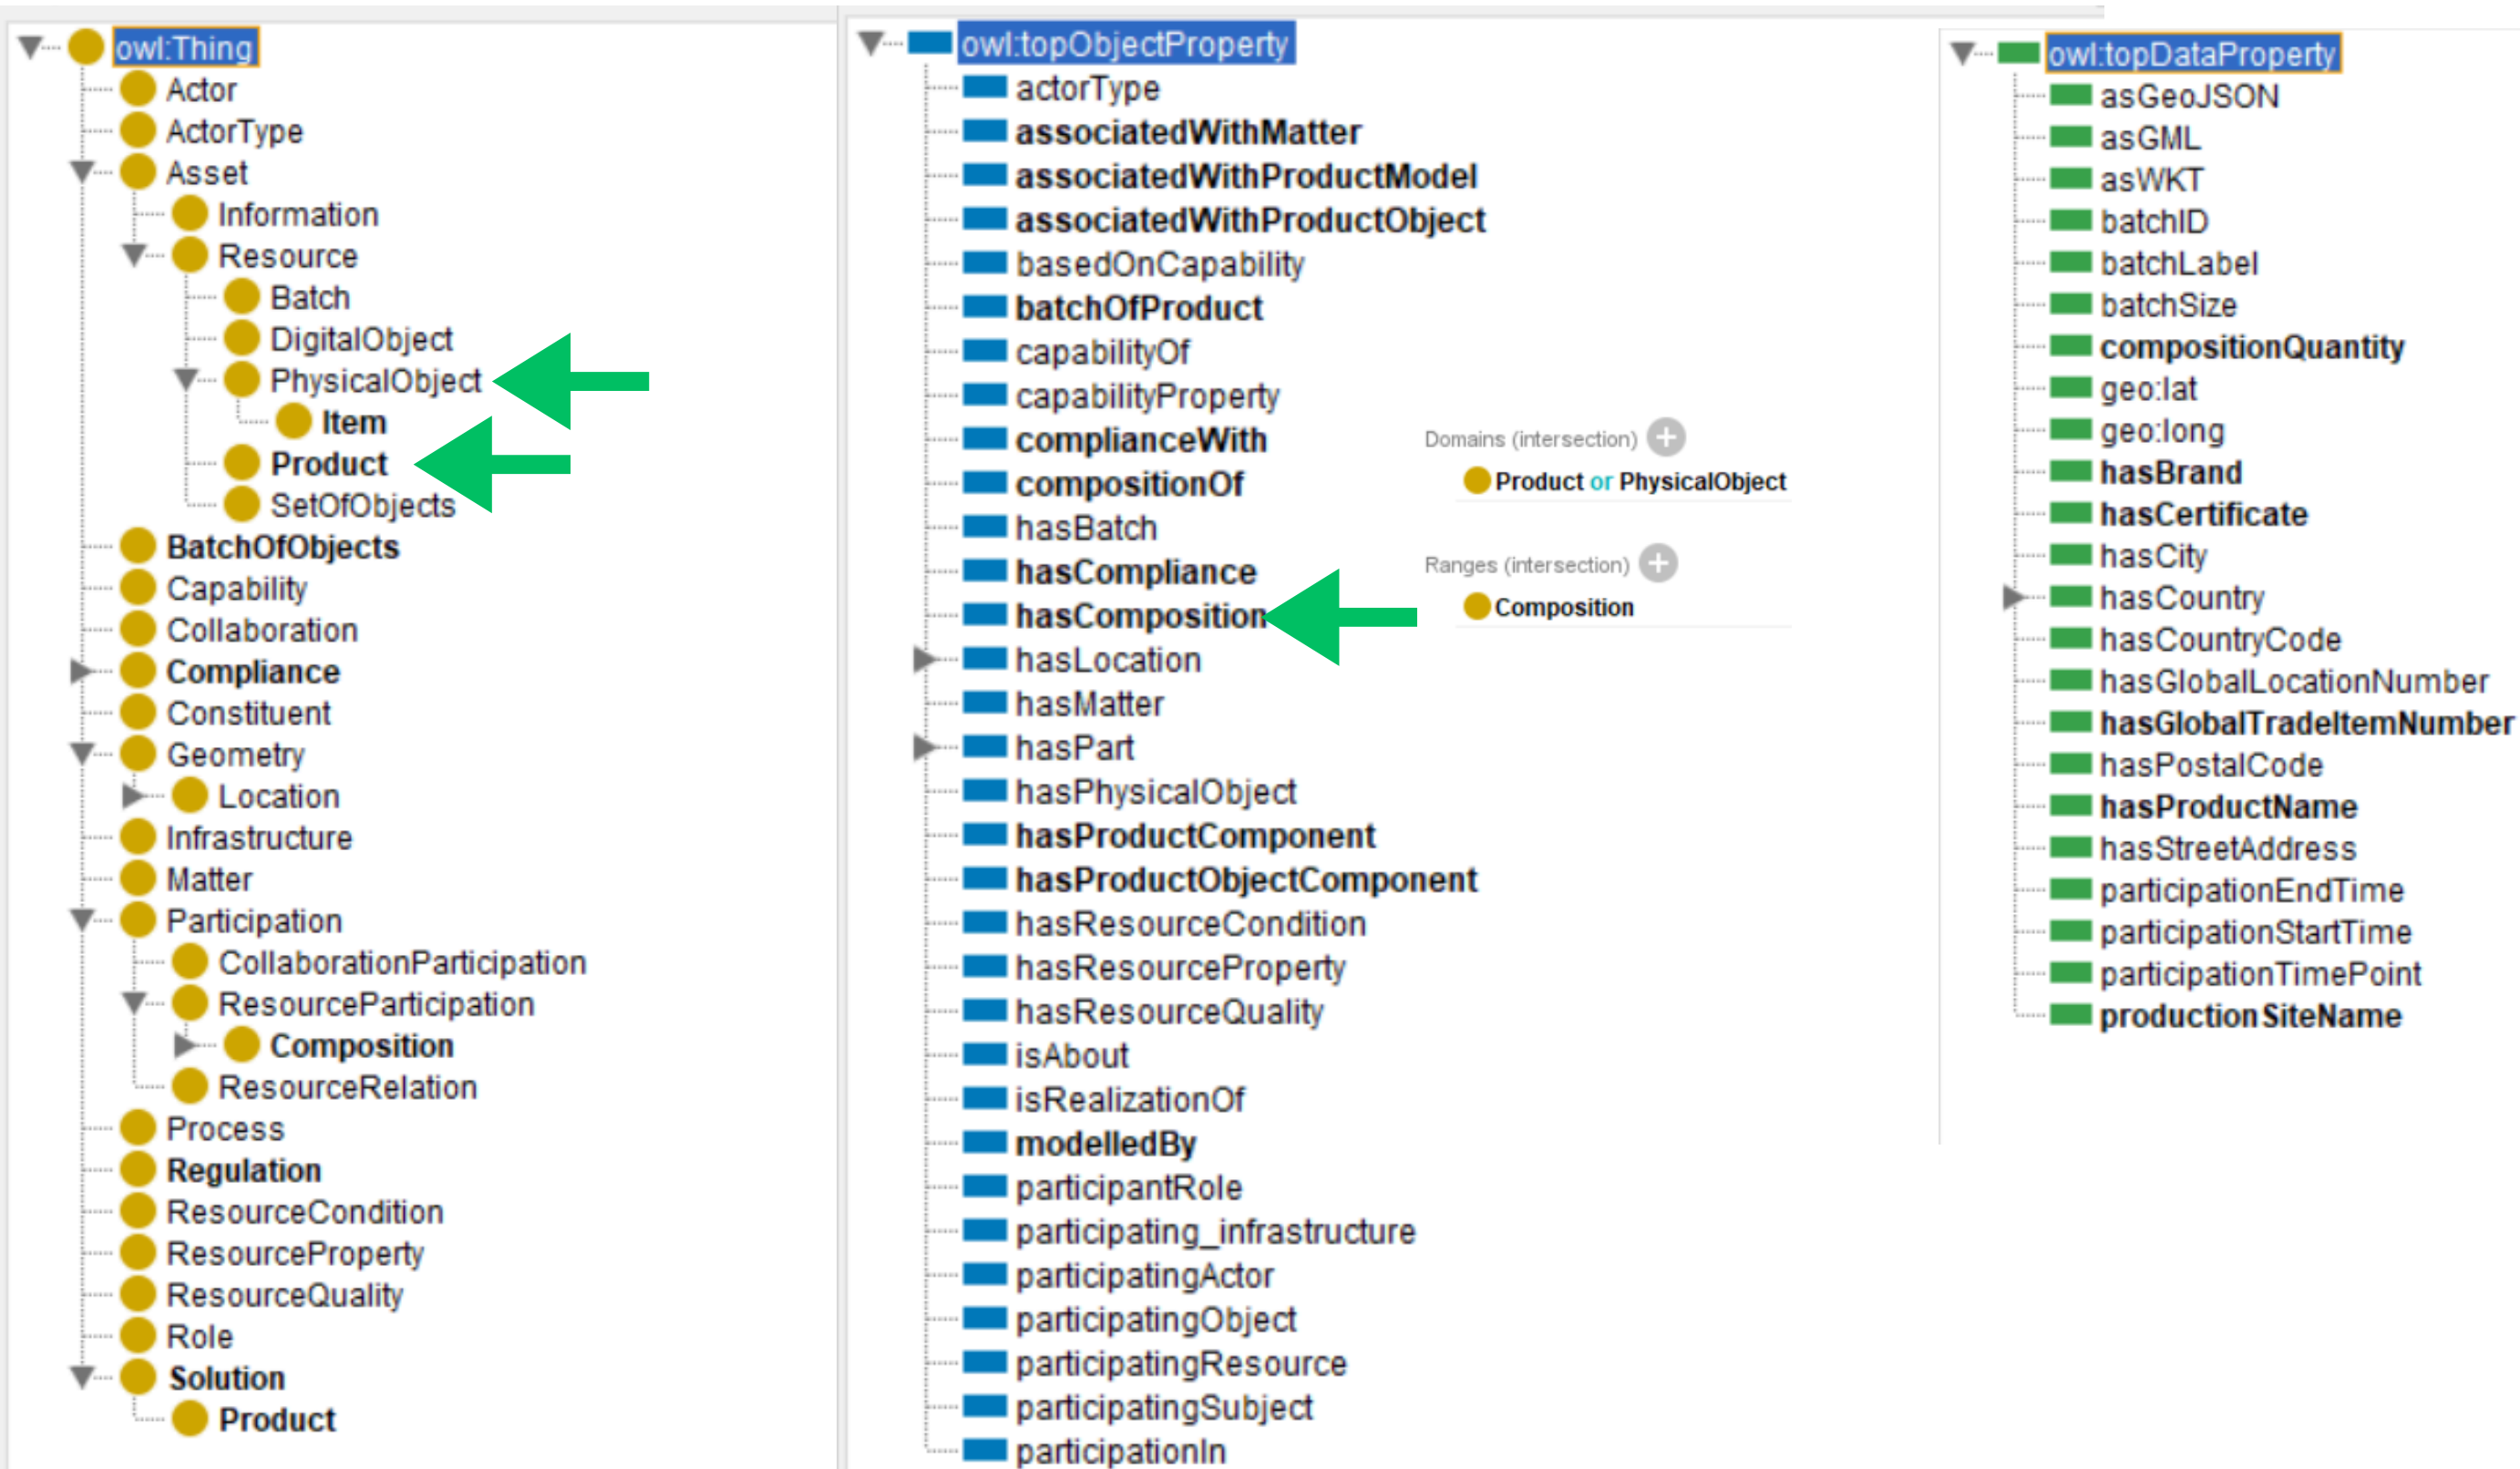 owl:Thing
Actor
ActorType
Asset
Information
Resource
Batch
DigitalObject
PhysicalObject
Item
Product
SetOfObjects
BatchOfObjects
Capability
Collaboration
Compliance
Constituent
Geometry
Location
Infrastructure
Matter
Participation
CollaborationParticipation
ResourceParticipation
Composition
ResourceRelation
Process
Regulation
ResourceCondition
ResourceProperty
ResourceQuality
Role
Solution
Product
owl:topObjectProperty
actorType
associatedWithMatter
associatedWithProductModel
associatedWithProductObject
basedOnCapability
batchOfProduct
capabilityOf
capabilityProperty
complianceWith
compositionOf
hasBatch
hasCompliance
hasComposition
hasLocation
hasMatter
hasPart
hasPhysicalObject
hasProductComponent
hasProductObjectComponent
hasResourceCondition
hasResourceProperty
hasResourceQuality
isAbout
isRealizationOf
modelledBy
participantRole
participating_infrastructure
participatingActor
participatingObject
participatingResource
participatingSubject
participationIn
Domains (intersection)
Product or PhysicalObject
Ranges (intersection)
Composition
owl:topDataProperty
asGeoJSON
asGML
asWKT
batchID
batchLabel
batchSize
compositionQuantity
geo:lat
geo:long
hasBrand
hasCertificate
hasCity
hasCountry
hasCountryCode
hasGlobalLocationNumber
hasGlobalTradeItemNumber
hasPostalCode
hasProductName
hasStreetAddress
participationEndTime
participationStartTime
participationTimePoint
productionSiteName